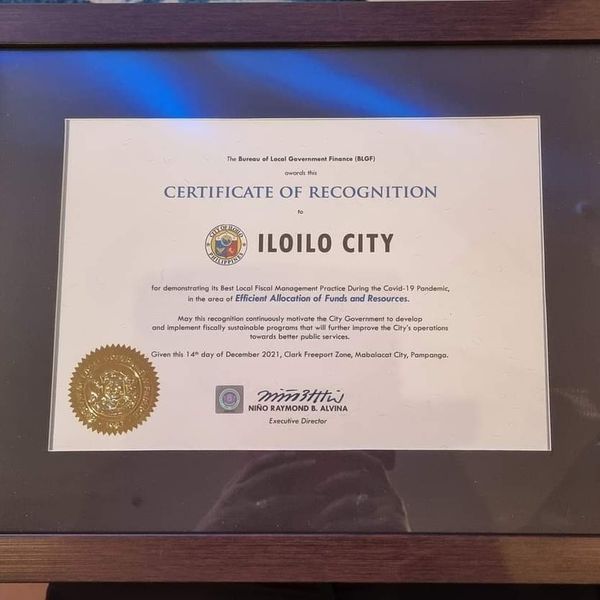 The Bureau of Local Government Finance (BLGF)
awards this
CERTIFICATE OF RECOGNITION
to
CITY OF ILOILO
PHILIPPINES
ILOILO CITY
for demonstrating its Best Local Fiscal Management Practice During the Covid-19 Pandemic,
in the area of Efficient Allocation of Funds and Resources.
May this recognition continuously motivate the City Government to develop
and implement fiscally sustainable programs that will further improve the City's operations
towards better public services.
Given this 14th day of December 2021, Clark Freeport Zone, Mabalacat City, Pampanga.
NIÑO RAYMOND B. ALVINA
Executive Director